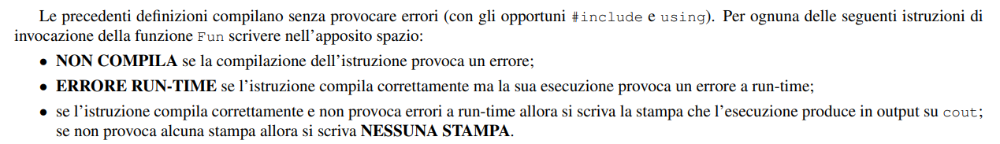 Le precedenti definizioni compilano senza provocare errori (con gli opportuni #include e using). Per ognuna delle seguenti istruzioni di
invocazione della funzione Fun scrivere nell'apposito spazio:
• NON COMPILA se la compilazione dell'istruzione provoca un errore;
• ERRORE RUN-TIME se l'istruzione compila correttamente ma la sua esecuzione provoca un errore a run-time;
• se l'istruzione compila correttamente e non provoca errori a run-time allora si scriva la stampa che l'esecuzione produce in output su cout;
se non provoca alcuna stampa allora si scriva NESSUNA STAMPA.